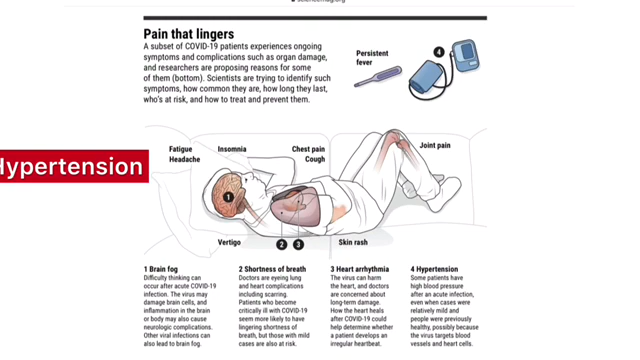 sciencemag.org
Pain that lingers
A subset of COVID-19 patients experiences ongoing
symptoms and complications such as organ damage,
and researchers are proposing reasons for some
of them (bottom). Scientists are trying to identify such
symptoms, how common they are, how long they last,
who's at risk, and how to treat and prevent them.
Persistent
fever
4
Hypertension
Fatigue
Headache
Insomnia
Chest pain
Cough
Joint pain
1
Vertigo
2
3
Skin rash
1 Brain fog
Difficulty thinking can
occur after acute COVID-19
infection. The virus may
damage brain cells, and
inflammation in the brain
or body may also cause
neurologic complications.
Other viral infections can
also lead to brain fog.
2 Shortness of breath
Doctors are eyeing lung
and heart complications
including scarring.
Patients who become
critically ill with COVID-19
seem more likely to have
lingering shortness of
breath, but those with mild
cases are also at risk.
3 Heart arrhythmia
The virus can harm
the heart, and doctors
are concerned about
long-term damage.
How the heart heals
after COVID-19 could
help determine whether
a patient develops an
irregular heartbeat.
4 Hypertension
Some patients have
high blood pressure
after an acute infection,
even when cases were
relatively mild and
people were previously
healthy, possibly because
the virus targets blood
vessels and heart cells.